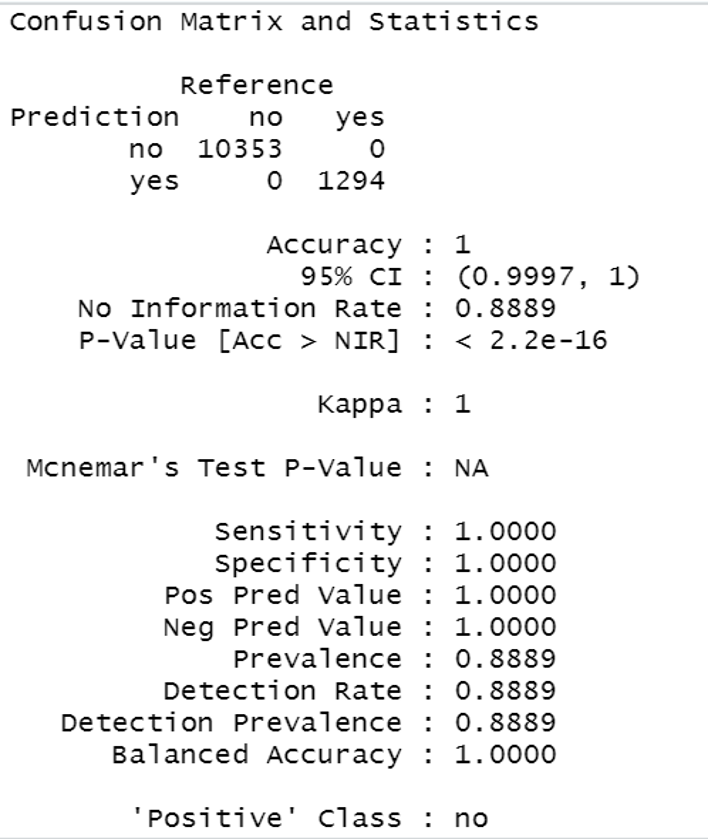 Confusion Matrix and Statistics
Reference
Prediction no yes
no 10353 0
yes 0 1294
Accuracy : 1
95% CI : (0.9997, 1)
No Information Rate : 0.8889
P-Value [Acc > NIR] : < 2.2e-16
Kappa : 1
Mcnemar's Test P-Value : NA
Sensitivity : 1.0000
Specificity : 1.0000
Pos Pred Value : 1.0000
Neg Pred Value : 1.0000
Prevalence : 0.8889
Detection Rate : 0.8889
Detection Prevalence : 0.8889
Balanced Accuracy : 1.0000
'Positive' Class : no